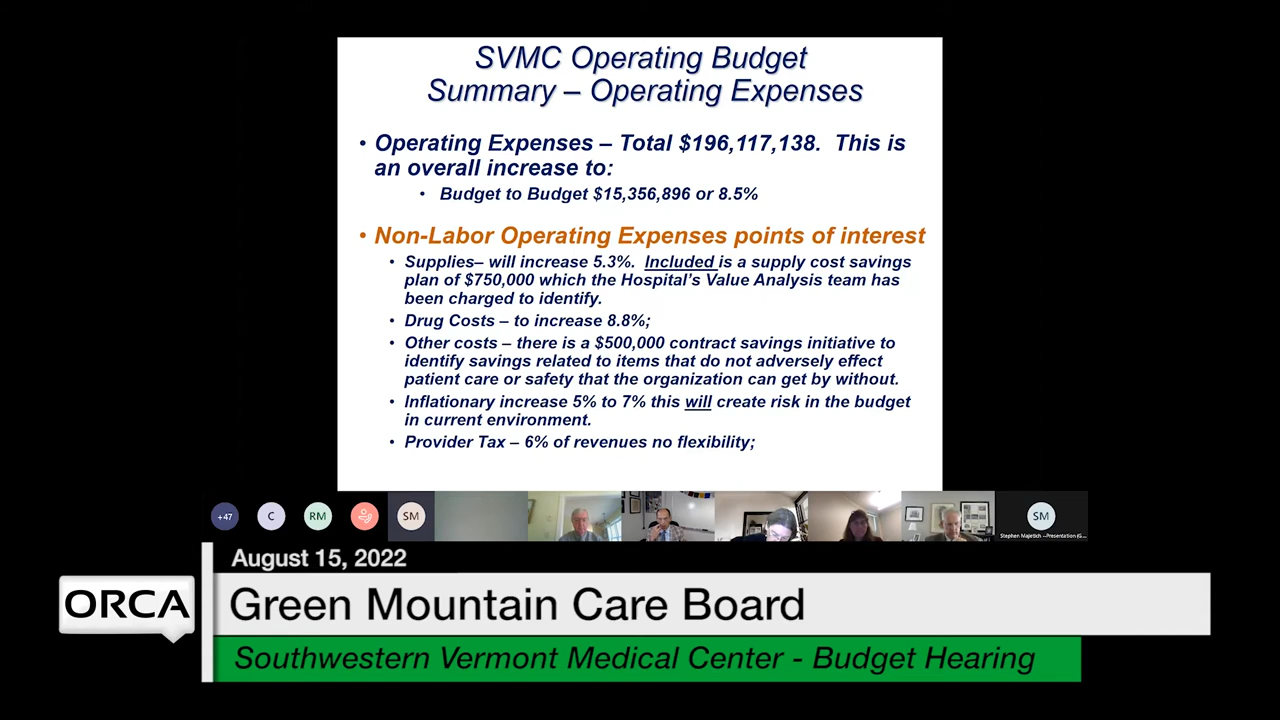 SVMC Operating Budget
Summary – Operating Expenses
• Operating Expenses – Total $196,117,138. This is
an overall increase to:
• Budget to Budget $15,356,896 or 8.5%
• Non-Labor Operating Expenses points of interest
• Supplies– will increase 5.3%. Included is a supply cost savings
plan of $750,000 which the Hospital's Value Analysis team has
been charged to identify.
• Drug Costs – to increase 8.8%;
• Other costs – there is a $500,000 contract savings initiative to
identify savings related to items that do not adversely effect
patient care or safety that the organization can get by without.
• Inflationary increase 5% to 7% this will create risk in the budget
in current environment.
• Provider Tax – 6% of revenues no flexibility;
+47 C RM SM SM
Stephen Majetich --Presentation (G...
August 15, 2022
ORCA
Green Mountain Care Board
Southwestern Vermont Medical Center - Budget Hearing